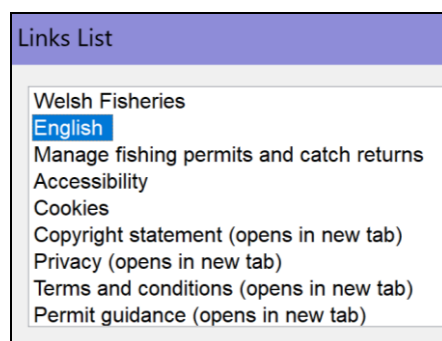 Links List
Welsh Fisheries
English
Manage fishing permits and catch returns
Accessibility
Cookies
Copyright statement (opens in new tab)
Privacy (opens in new tab)
Terms and conditions (opens in new tab)
Permit guidance (opens in new tab)